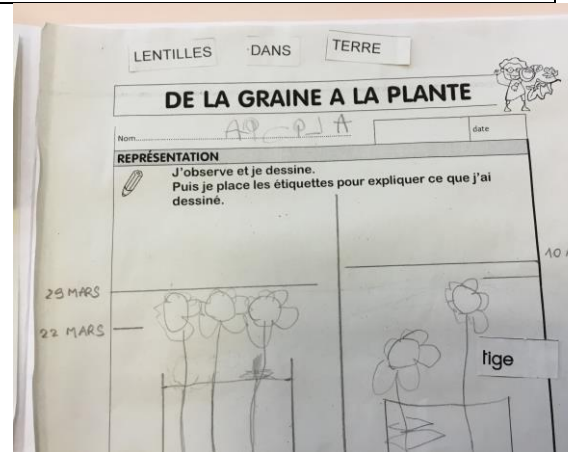 LENTILLES DANS TERRE
DE LA GRAINE A LA PLANTE
Nom
date
REPRÉSENTATION
J'observe et je dessine.
Puis je place les étiquettes pour expliquer ce que j'ai
dessiné.
10
29 MARS
22 MARS
tige